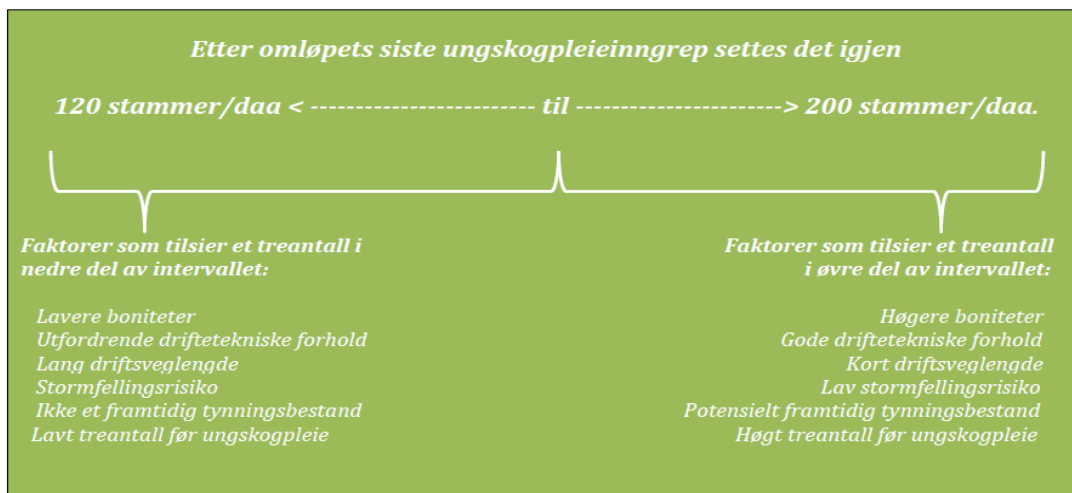 Etter omløpets siste ungskogpleieinngrep settes det igjen
120 stammer/daa < ------------------------- til -----------------------> 200 stammer/daa.
Faktorer som tilsier et treantall i
nedre del av intervallet:
Lavere boniteter
Utfordrende driftetekniske forhold
Lang driftsveglengde
Stormfellingsrisiko
Ikke et framtidig tynningsbestand
Lavt treantall før ungskogpleie
Faktorer som tilsier et treantall
i øvre del av intervallet:
Høgere boniteter
Gode driftetekniske forhold
Kort driftsveglengde
Lav stormfellingsrisiko
Potensielt framtidig tynningsbestand
Høgt treantall før ungskogpleie